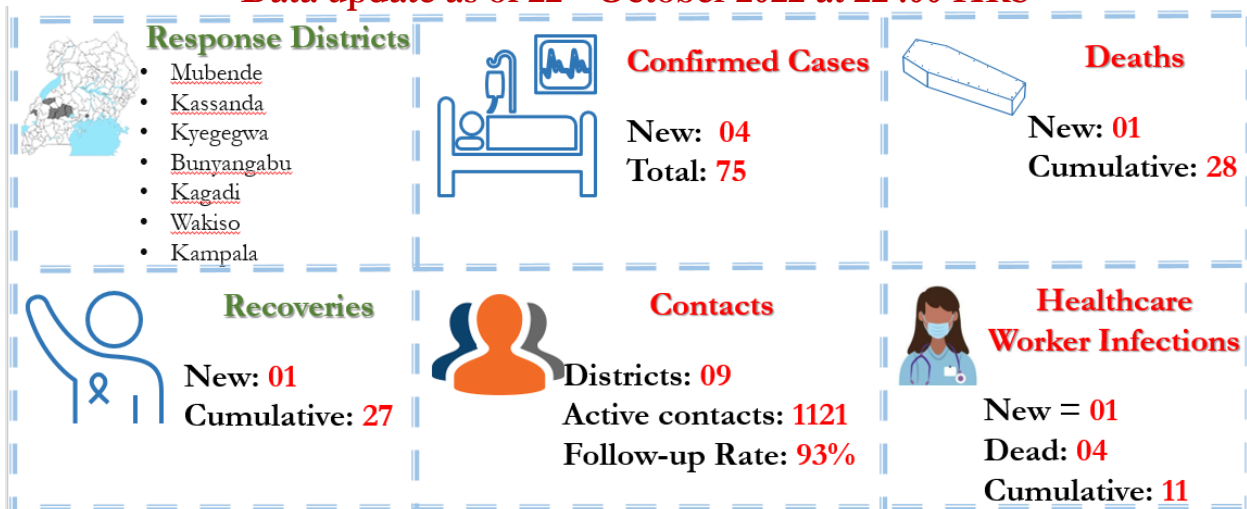 Response Districts
• Mubende
• Kassanda
• Kyegegwa
• Bunyangabu
• Kagadi
• Wakiso
• Kampala
Confirmed Cases
New: 04
Total: 75
Deaths
New: 01
Cumulative: 28
Recoveries
New: 01
Cumulative: 27
Contacts
Districts: 09
Active contacts: 1121
Follow-up Rate: 93%
Healthcare
Worker Infections
New = 01
Dead: 04
Cumulative: 11